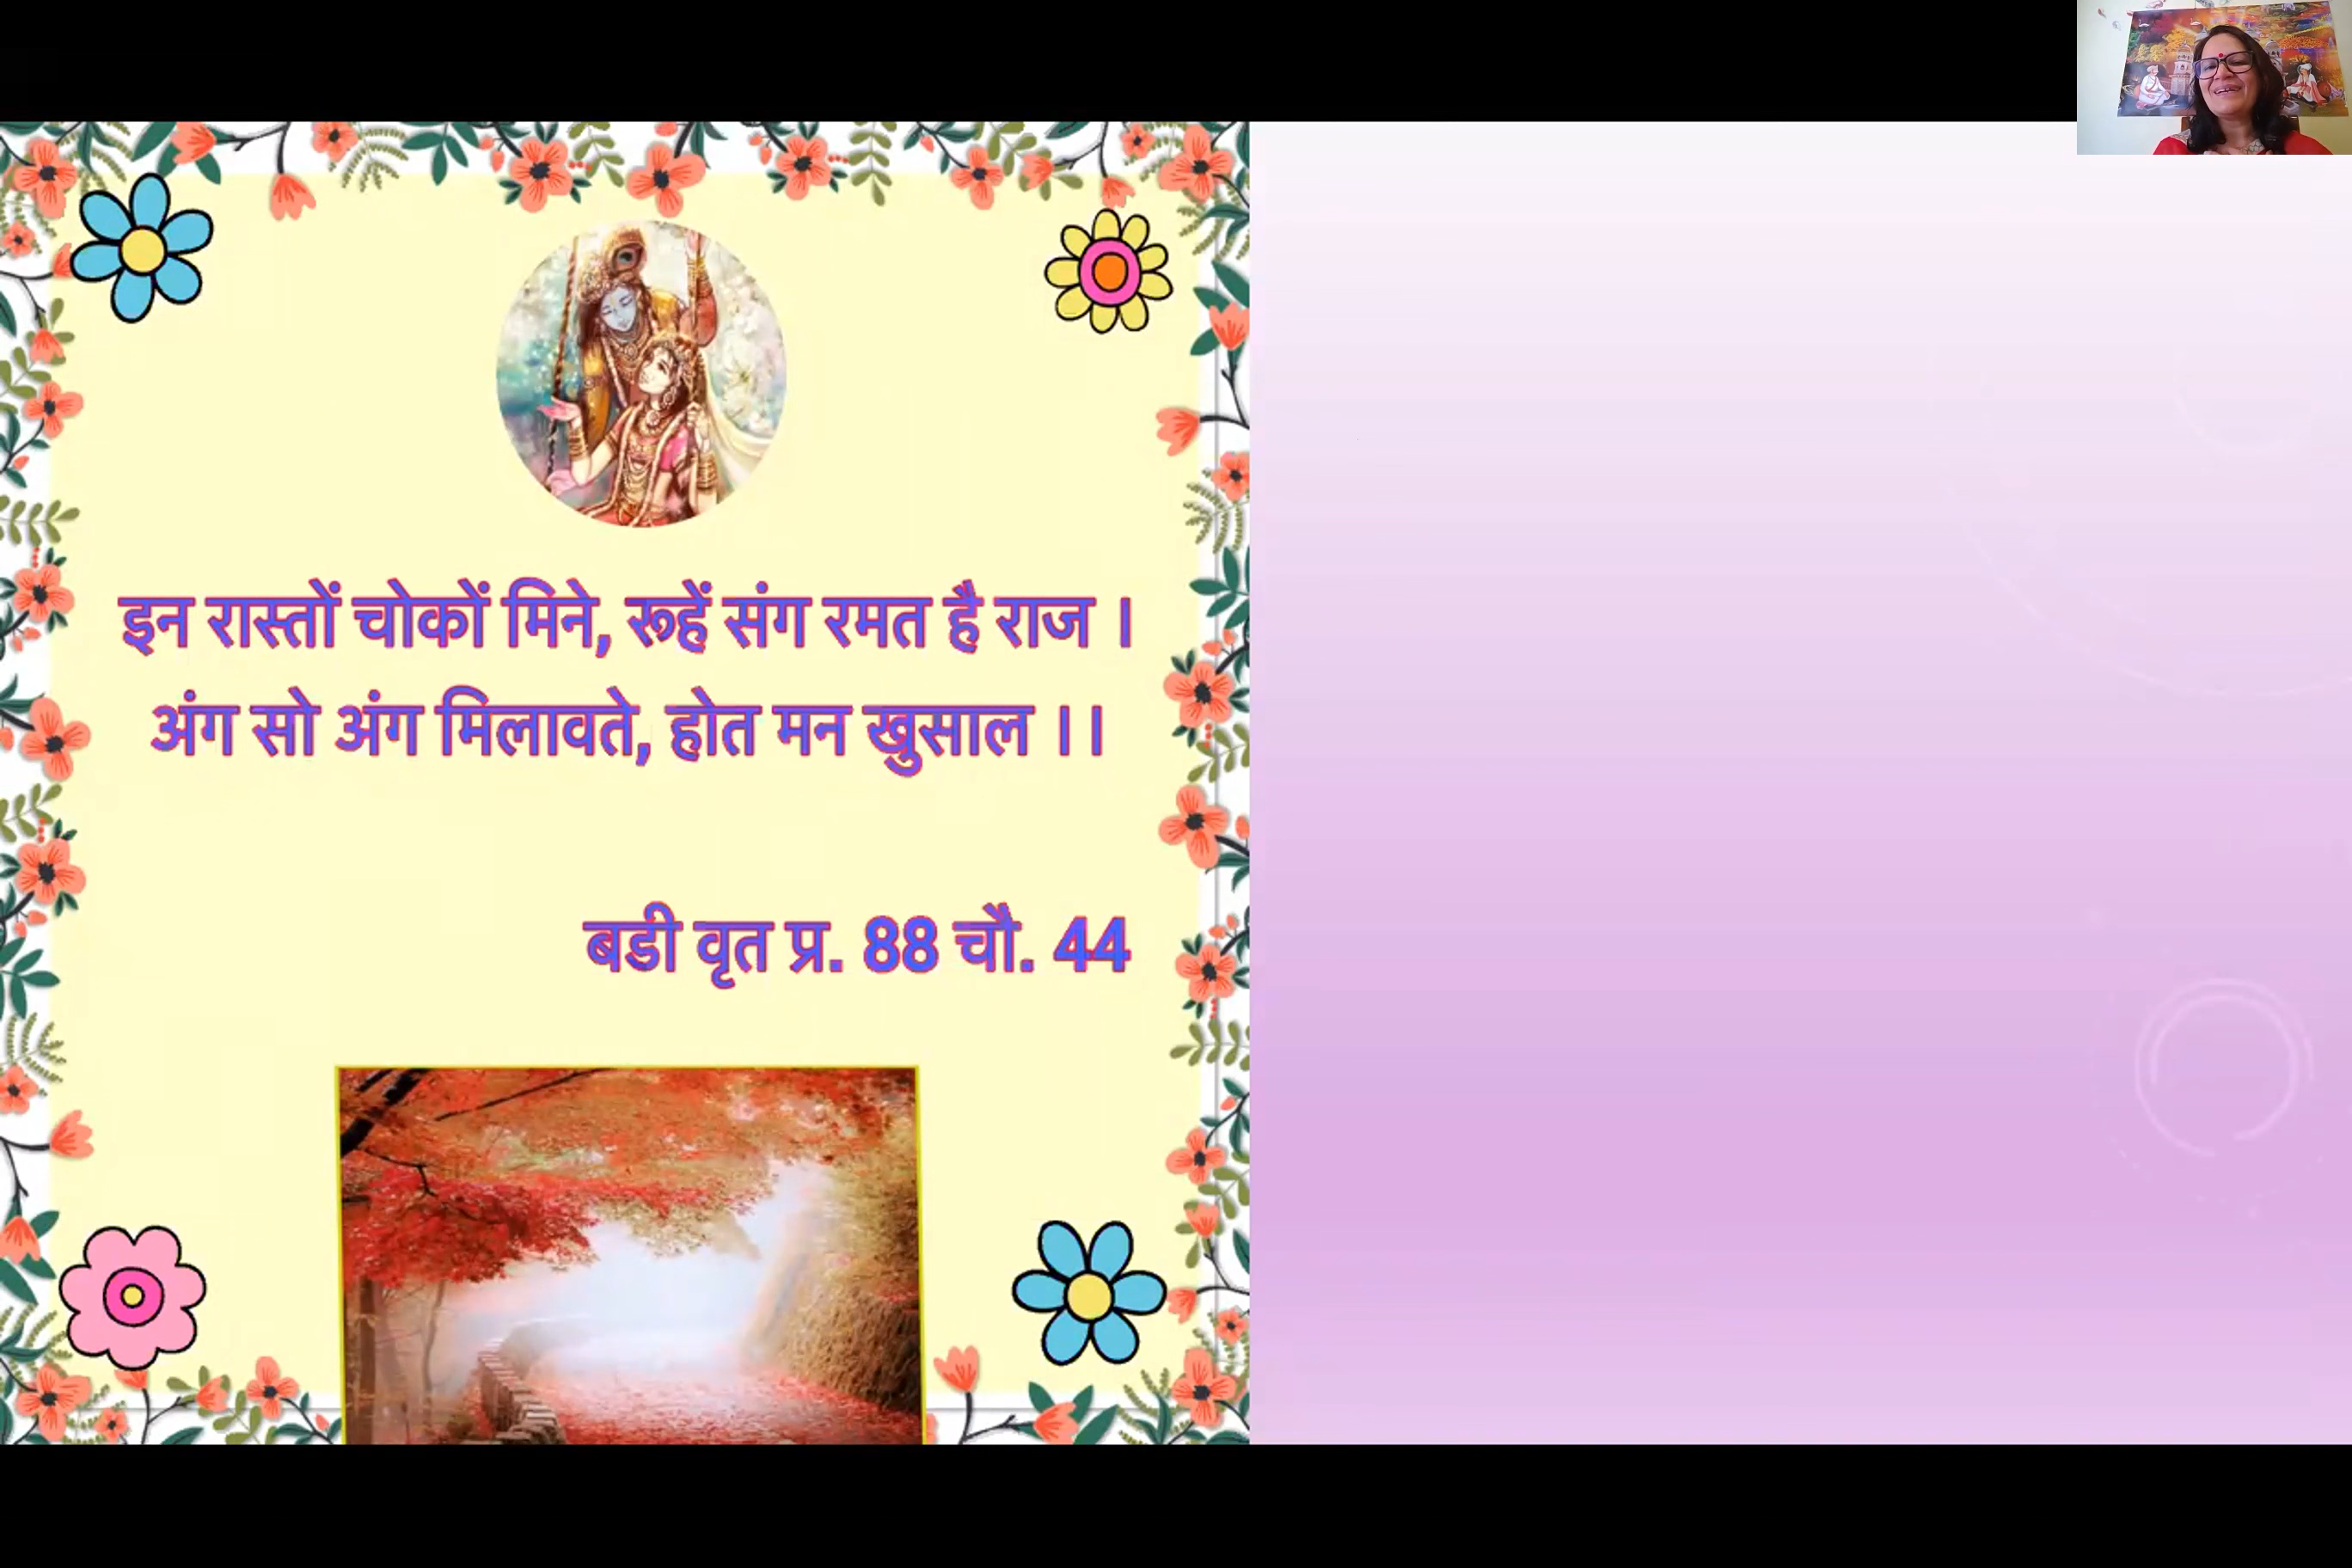 इन रास्तों चोकों मिने, रूहें संग रमत है राज ।
अंग सो अंग मिलावते, होत मन खुसाल ।।
बडी वृत प्र. 88 चौ. 44